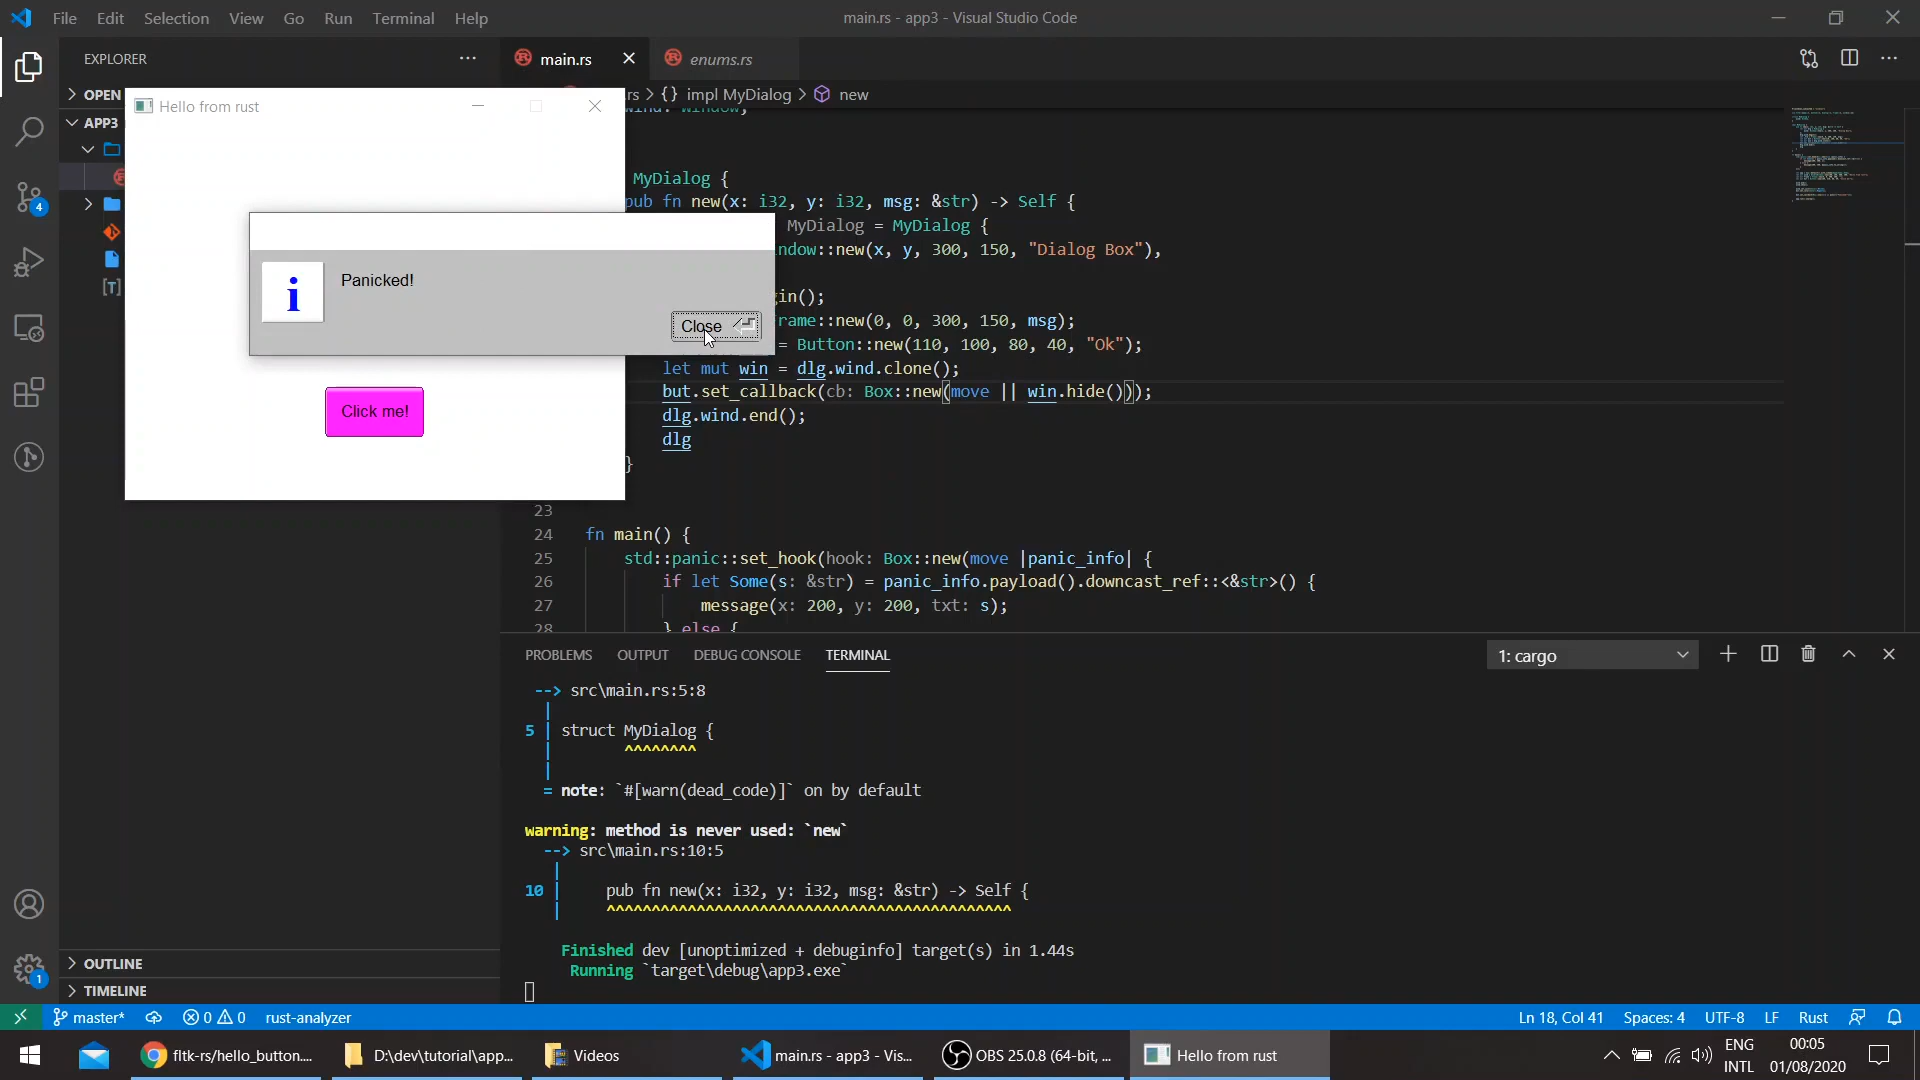 File Edit Selection View Go Run Terminal Help
main.rs - app3 - Visual Studio Code
EXPLORER
main.rs
enums.rs
OPEN
Hello from rust
.rs > {} impl MyDialog > new
APP3
wind: Window,
MyDialog {
pub fn new(x: i32, y: i32, msg: &str) -> Self {
MyDialog = MyDialog {
ndow::new(x, y, 300, 150, "Dialog Box"),
gin();
rame::new(0, 0, 300, 150, msg);
= Button::new(110, 100, 80, 40, "Ok");
let mut win = dlg.wind.clone();
but.set_callback(cb: Box::new(move || win.hide()));
dlg.wind.end();
dlg
}
i
Panicked!
Close
Click me!
23
24 fn main() {
25 std::panic::set_hook(hook: Box::new(move |panic_info| {
26 if let Some(s: &str) = panic_info.payload().downcast_ref::<&str>() {
27 message(x: 200, y: 200, txt: s);
28 } else {
4
PROBLEMS OUTPUT DEBUG CONSOLE TERMINAL
1: cargo
--> src\main.rs:5:8
|
5 | struct MyDialog {
| ^^^^^^^^
|
= note: `#[warn(dead_code)]` on by default
warning: method is never used: `new`
--> src\main.rs:10:5
|
10 | pub fn new(x: i32, y: i32, msg: &str) -> Self {
| ^^^^^^^^^^^^^^^^^^^^^^^^^^^^^^^^^^^^^^^^^^^^^
Finished dev [unoptimized + debuginfo] target(s) in 1.44s
Running `target\debug\app3.exe`
OUTLINE
TIMELINE
1
master* 0 0 rust-analyzer
Ln 18, Col 41 Spaces: 4 UTF-8 LF Rust
fltk-rs/hello_button....
D:\dev\tutorial\app...
Videos
main.rs - app3 - Vis...
OBS 25.0.8 (64-bit, ...
Hello from rust
ENG
INTL
00:05
01/08/2020